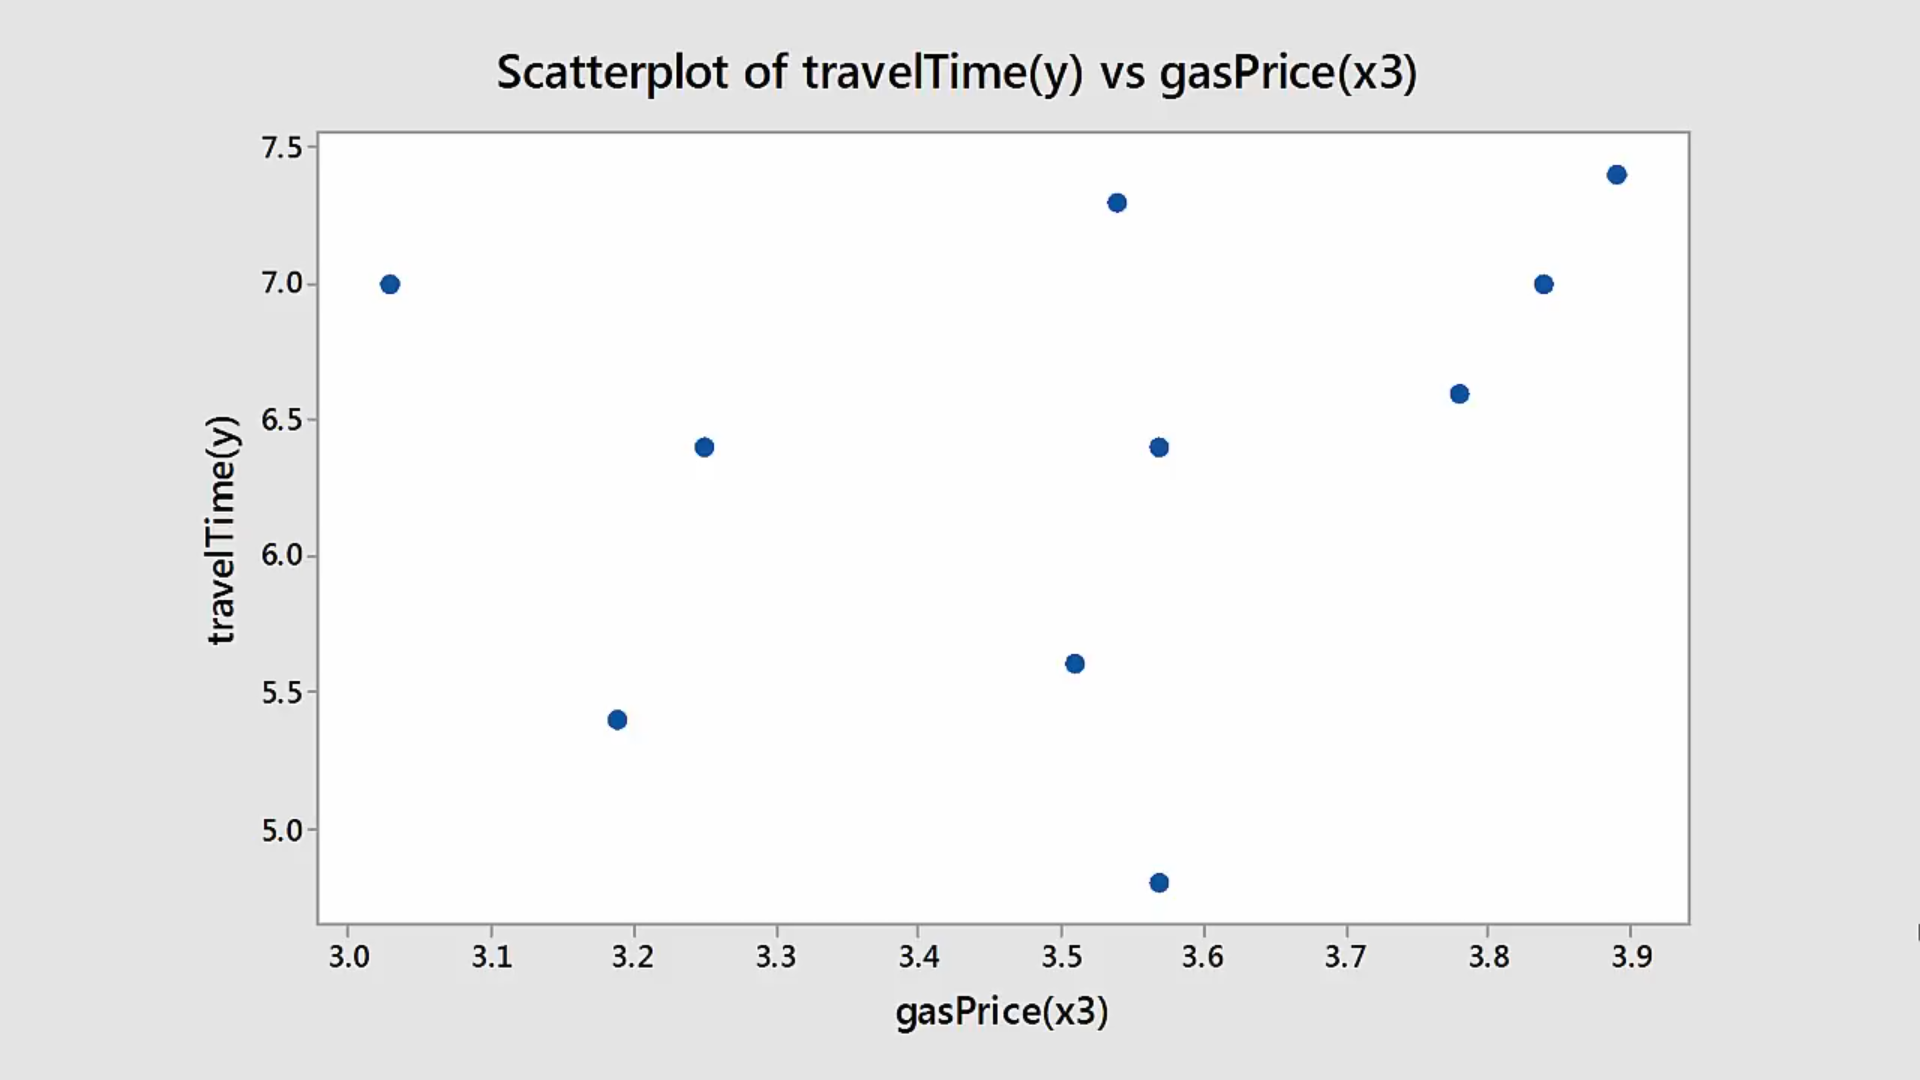 Scatterplot of travelTime(y) vs gasPrice(x3)
7.5
7.0
6.5
6.0
5.5
5.0
travelTime(y)
3.0 3.1 3.2 3.3 3.4 3.5 3.6 3.7 3.8 3.9
gasPrice(x3)